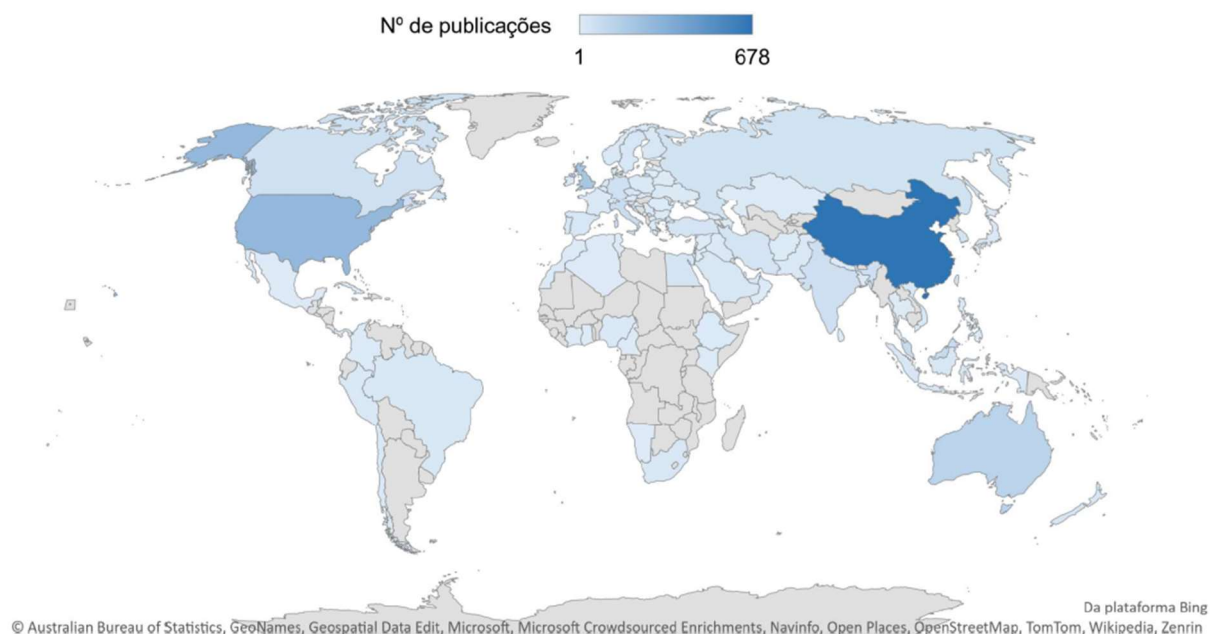 Nº de publicações
1 678
Da plataforma Bing
© Australian Bureau of Statistics, GeoNames, Geospatial Data Edit, Microsoft, Microsoft Crowdsourced Enrichments, Navinfo, Open Places, OpenStreetMap, TomTom, Wikipedia, Zenrin